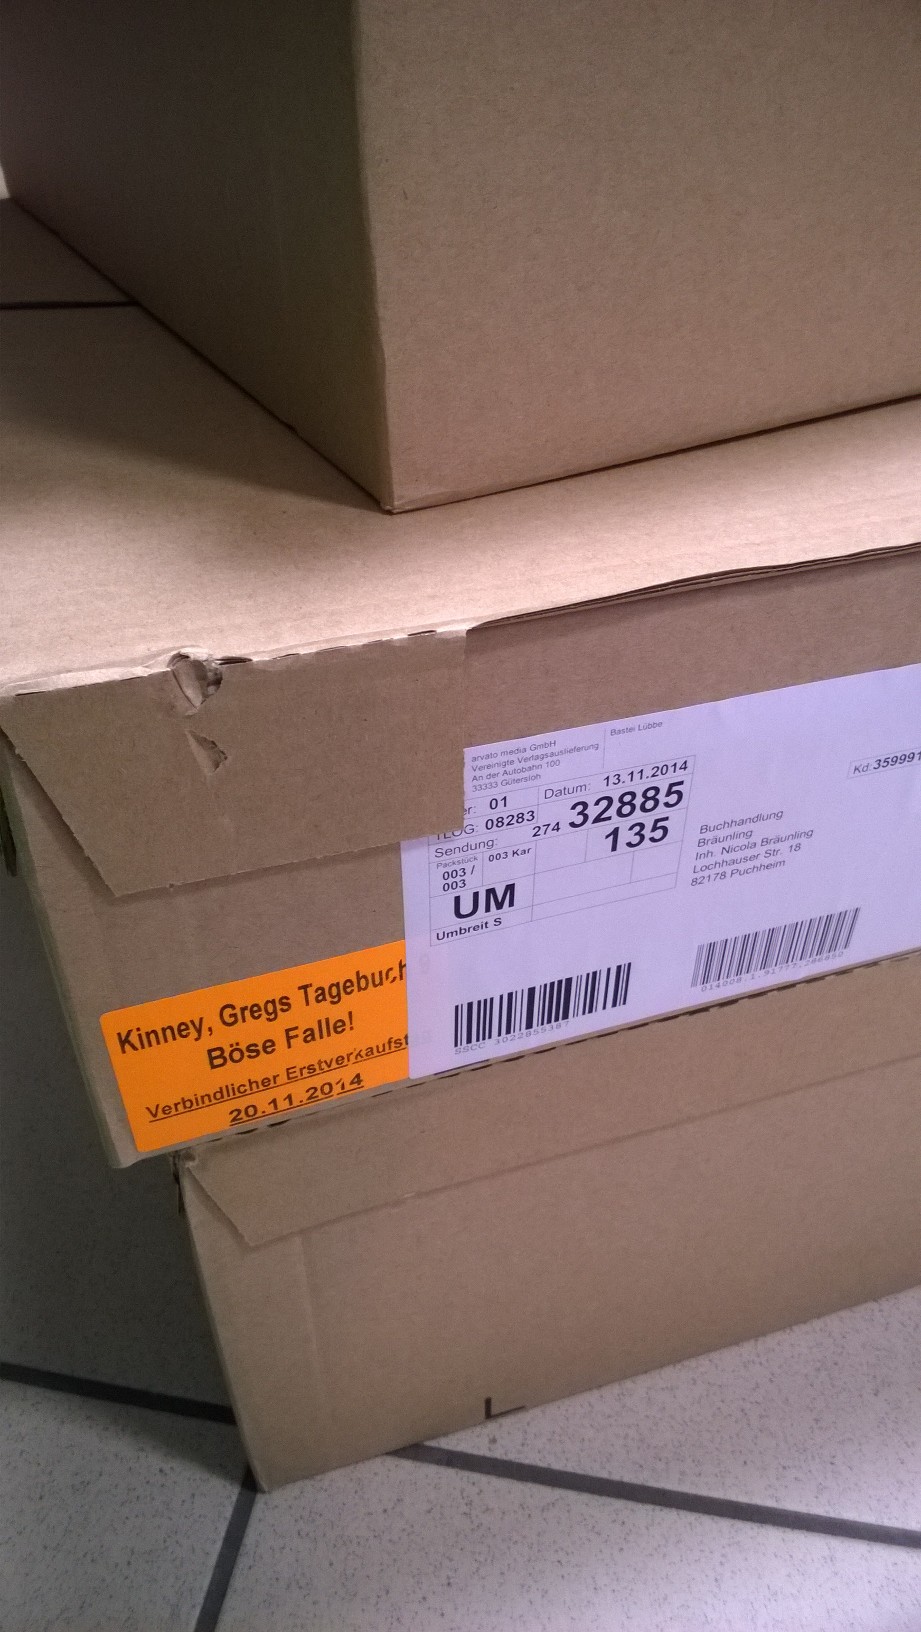 arvato media GmbH
Vereinigte Verlagsauslieferung
An der Autobahn 100
33333 Gütersloh
Bastei Lübbe
er: 01
Datum: 13.11.2014
TLOG: 08283
Sendung: 274 32885
135
Packstück
003 /
003
003 Kar
UM
Umbreit S
Kd:359991
Buchhandlung
Bräunling
Inh. Nicola Bräunling
Lochhauser Str. 18
82178 Puchheim
SSCC 3022855387
Kinney, Gregs Tagebuch
Böse Falle!
Verbindlicher Erstverkaufst
20.11.2014
L